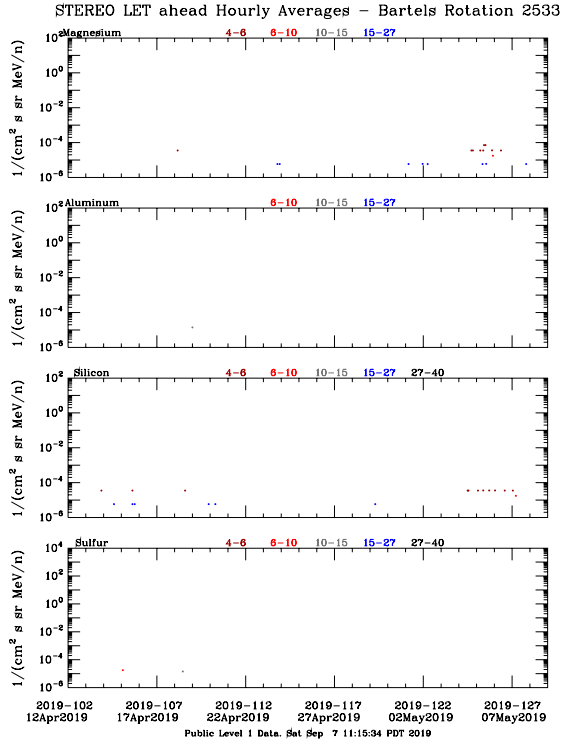 STEREO LET ahead Hourly Averages – Bartels Rotation 2533
Magnesium 4-6 6-10 10-15 15-27
10² 10⁰ 10⁻² 10⁻⁴ 10⁻⁶
1/(cm² s sr MeV/n)
Aluminum 6-10 10-15 15-27
10² 10⁰ 10⁻² 10⁻⁴ 10⁻⁶
1/(cm² s sr MeV/n)
Silicon 4-6 6-10 10-15 15-27 27-40
10² 10⁰ 10⁻² 10⁻⁴ 10⁻⁶
1/(cm² s sr MeV/n)
Sulfur 4-6 6-10 10-15 15-27 27-40
10⁴ 10² 10⁰ 10⁻² 10⁻⁴ 10⁻⁶
1/(cm² s sr MeV/n)
2019-102 2019-107 2019-112 2019-117 2019-122 2019-127
12Apr2019 17Apr2019 22Apr2019 27Apr2019 02May2019 07May2019
Public Level 1 Data. Sat Sep 7 11:15:34 PDT 2019